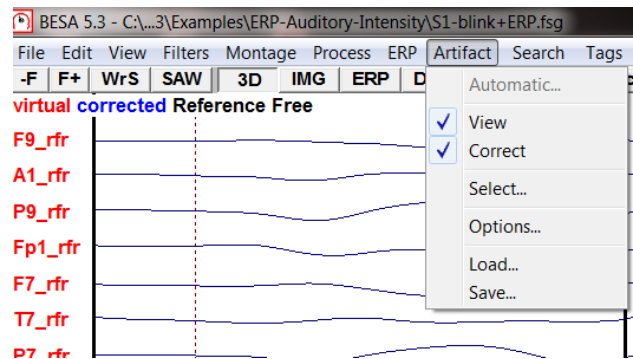 BESA 5.3 - C:\...3\Examples\ERP-Auditory-Intensity\S1-blink+ERP.fsg
File Edit View Filters Montage Process ERP Artifact Search Tags
-F F+ WrS SAW 3D IMG ERP D
Automatic...
virtual corrected Reference Free
View
F9_rfr
Correct
A1_rfr
Select...
P9_rfr
Options...
Fp1_rfr
Load...
F7_rfr
Save...
T7_rfr
P7_rfr